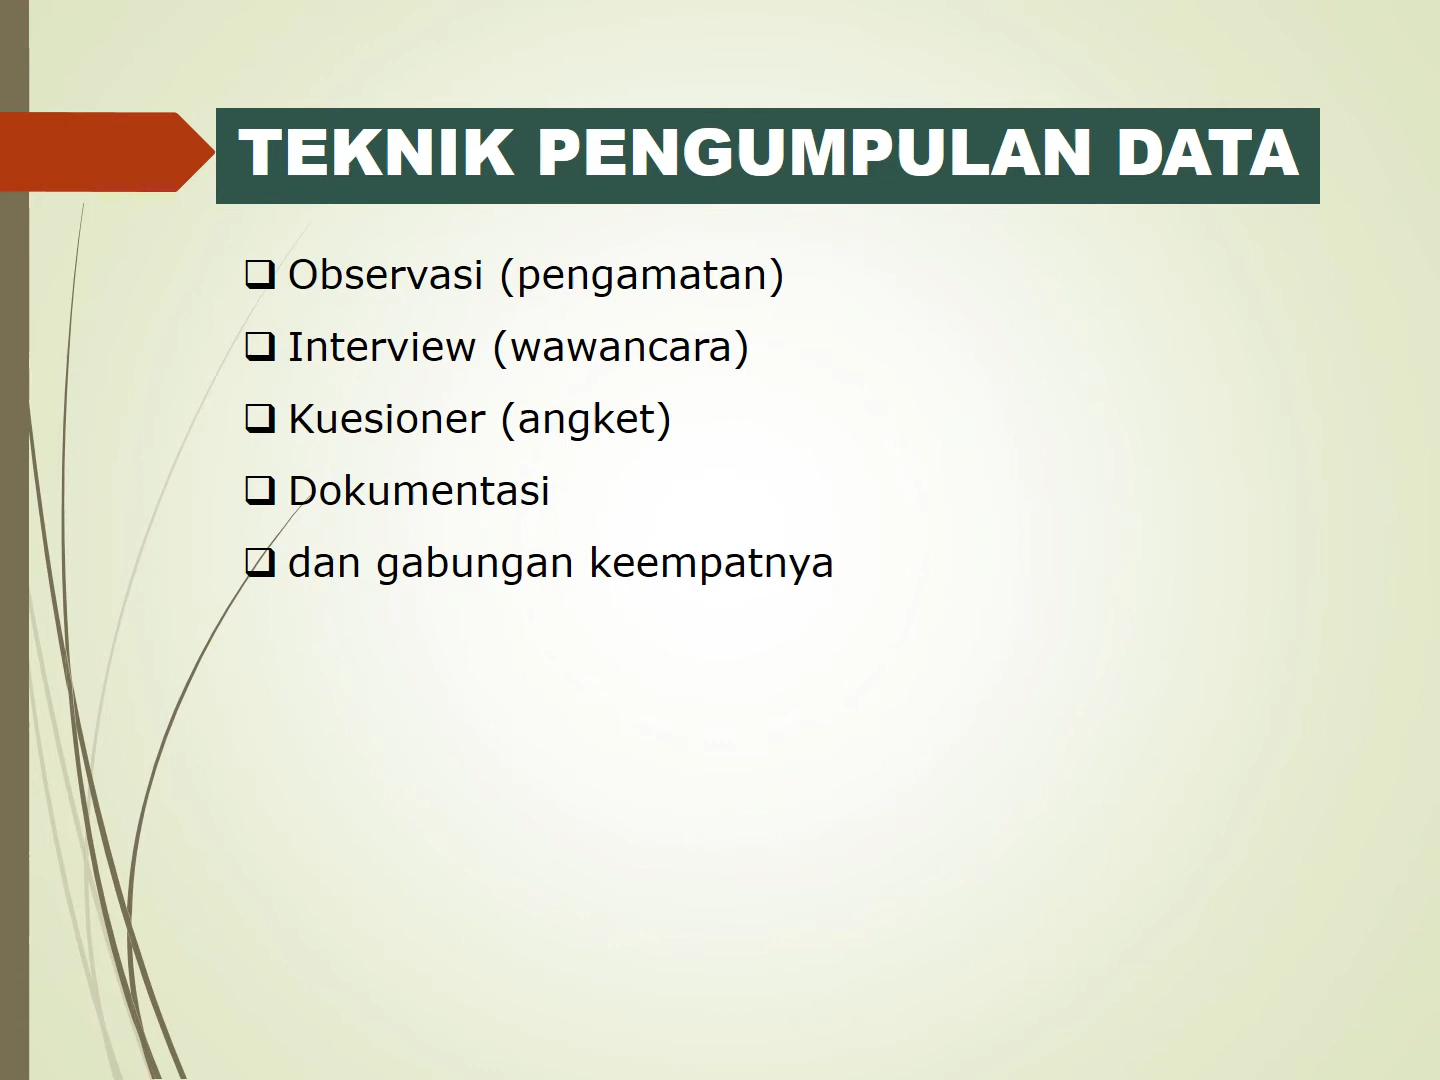 TEKNIK PENGUMPULAN DATA
❑ Observasi (pengamatan)
❑ Interview (wawancara)
❑ Kuesioner (angket)
❑ Dokumentasi
❑ dan gabungan keempatnya